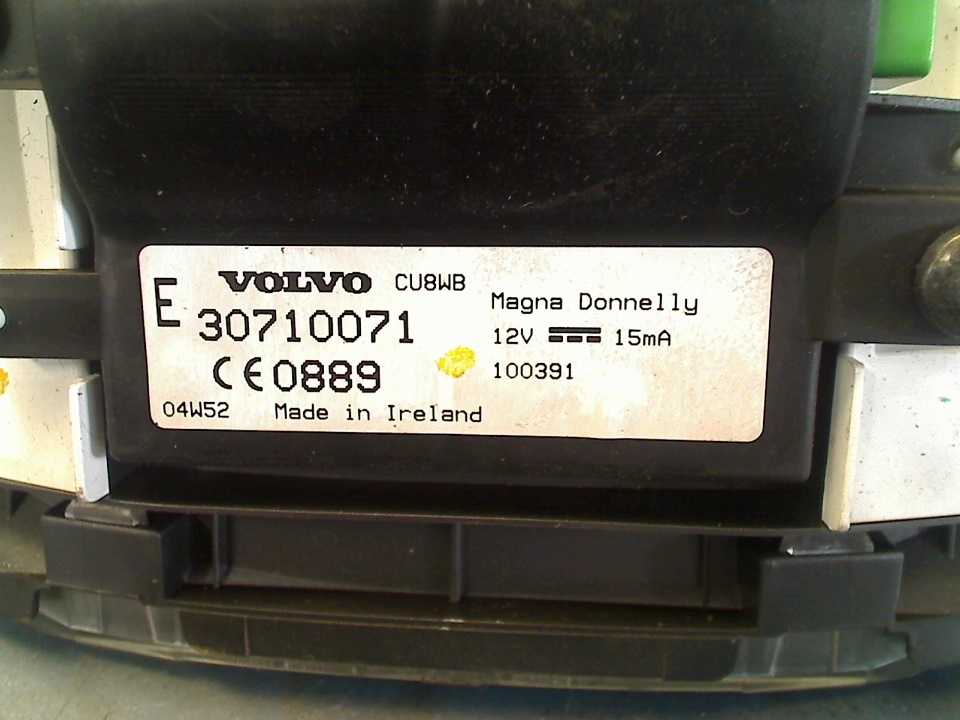 E VOLVO CU8WB
30710071
CE0889
04W52 Made in Ireland
Magna Donnelly
12V 15mA
100391